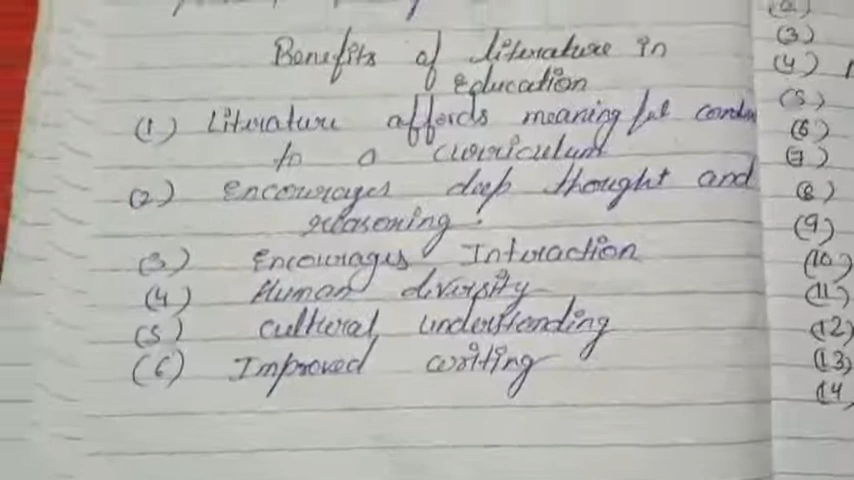 Benefits of literature in
education
(1) Literature affords meaningful
to a curriculum
(2) encourages deep thought and
reasoning.
(3) Encourages Interaction
(4) Human diversity
(5) cultural understanding
(6) Improved writing
(2)
(3)
(4)
(5)
(6)
(7)
(8)
(9)
(10)
(11)
(12)
(13)
(14